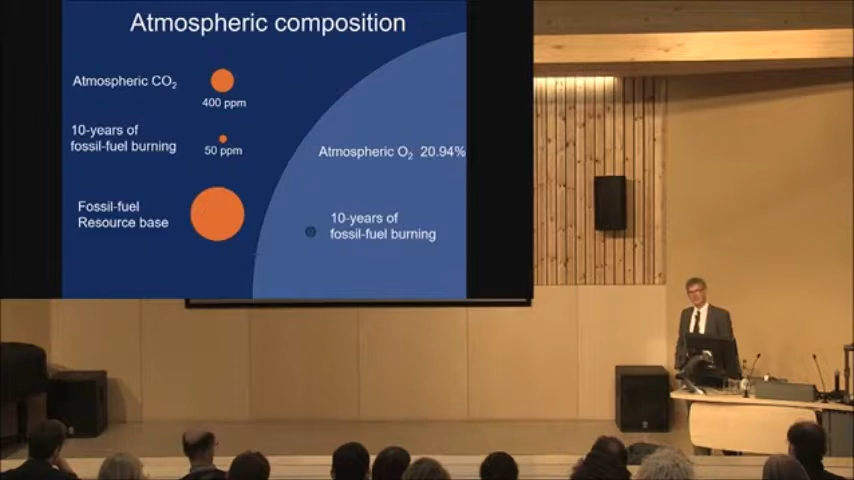 Atmospheric composition
Atmospheric CO₂
400 ppm
10-years of
fossil-fuel burning
50 ppm
Atmospheric O₂ 20.94%
Fossil-fuel
Resource base
10-years of
fossil-fuel burning